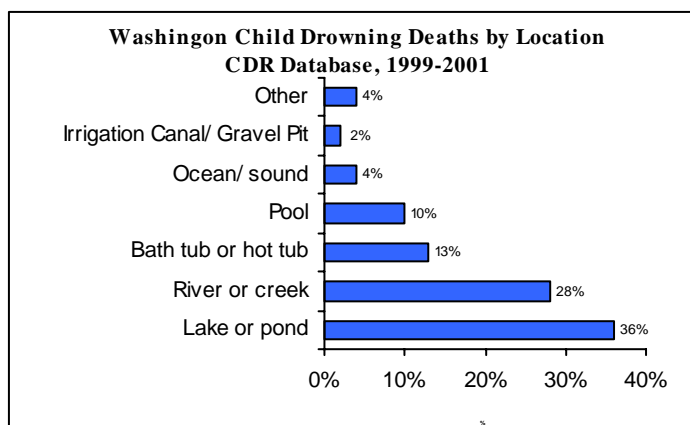 Washingon Child Drowning Deaths by Location
CDR Database, 1999-2001
Other 4%
Irrigation Canal/ Gravel Pit 2%
Ocean/ sound 4%
Pool 10%
Bath tub or hot tub 13%
River or creek 28%
Lake or pond 36%
0% 10% 20% 30% 40%
%